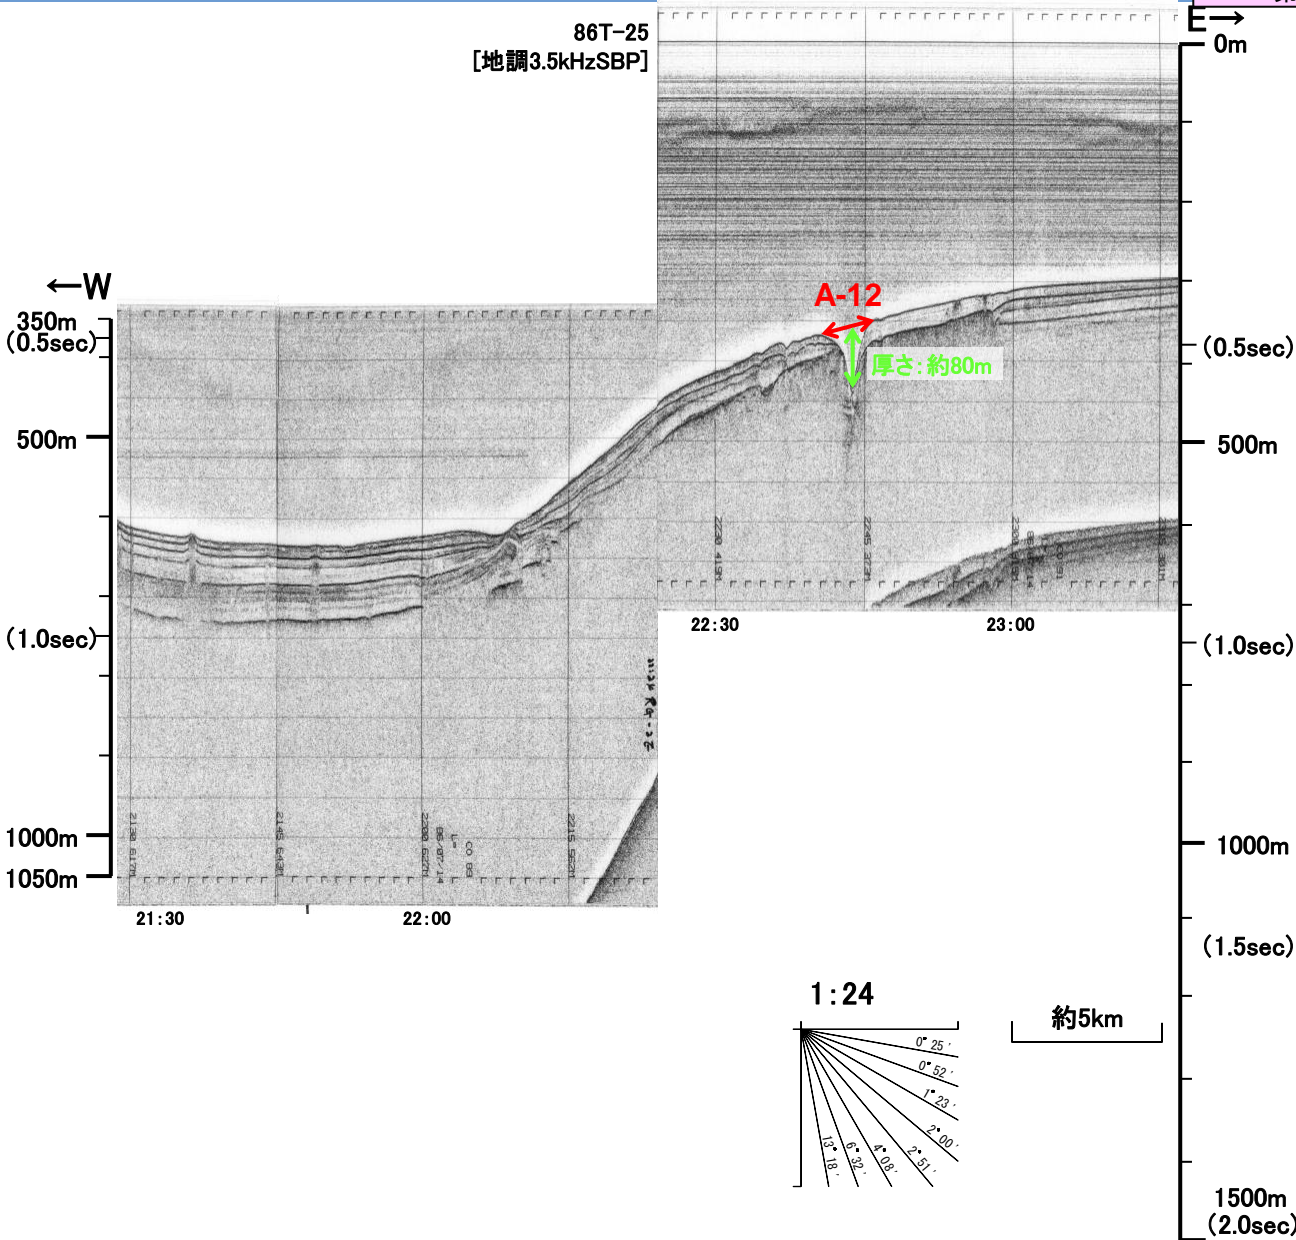 86T-25
[地調3.5kHzSBP]
E→
0m
←W
350m
(0.5sec)
A-12
(0.5sec)
厚さ:約80m
500m
500m
22:30
23:00
(1.0sec)
(1.0sec)
1000m
1000m
1050m
21:30
22:00
(1.5sec)
1:24
約5km
0°25′
0°52′
1°23′
2°00′
2°51′
4°08′
6°32′
13°18′
1500m
(2.0sec)